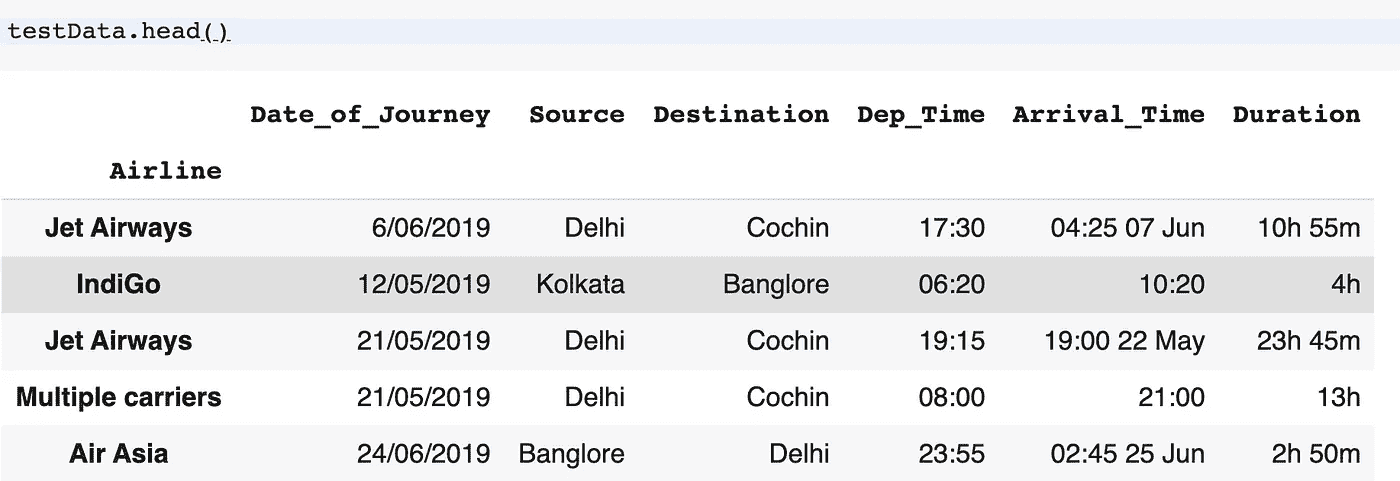 testData.head()
Date_of_Journey Source Destination Dep_Time Arrival_Time Duration
Airline
Jet Airways 6/06/2019 Delhi Cochin 17:30 04:25 07 Jun 10h 55m
IndiGo 12/05/2019 Kolkata Banglore 06:20 10:20 4h
Jet Airways 21/05/2019 Delhi Cochin 19:15 19:00 22 May 23h 45m
Multiple carriers 21/05/2019 Delhi Cochin 08:00 21:00 13h
Air Asia 24/06/2019 Banglore Delhi 23:55 02:45 25 Jun 2h 50m